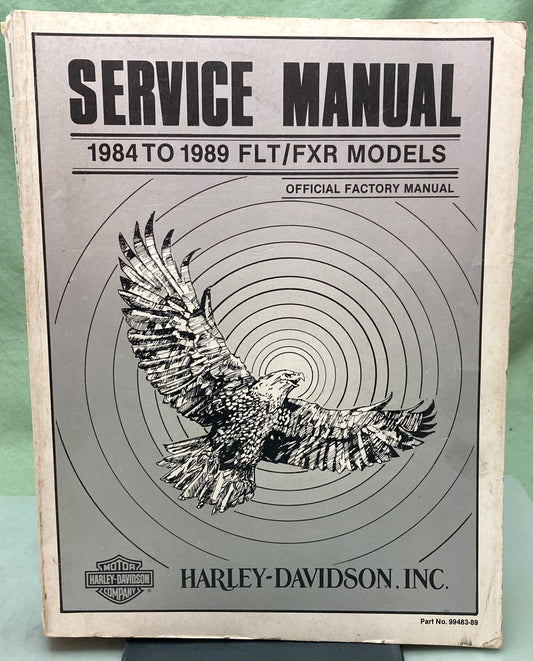 SERVICE MANUAL
1984 TO 1989 FLT/FXR MODELS
OFFICIAL FACTORY MANUAL
MOTOR
HARLEY-DAVIDSON
COMPANY
®
HARLEY-DAVIDSON, INC.
Part No. 99483-89